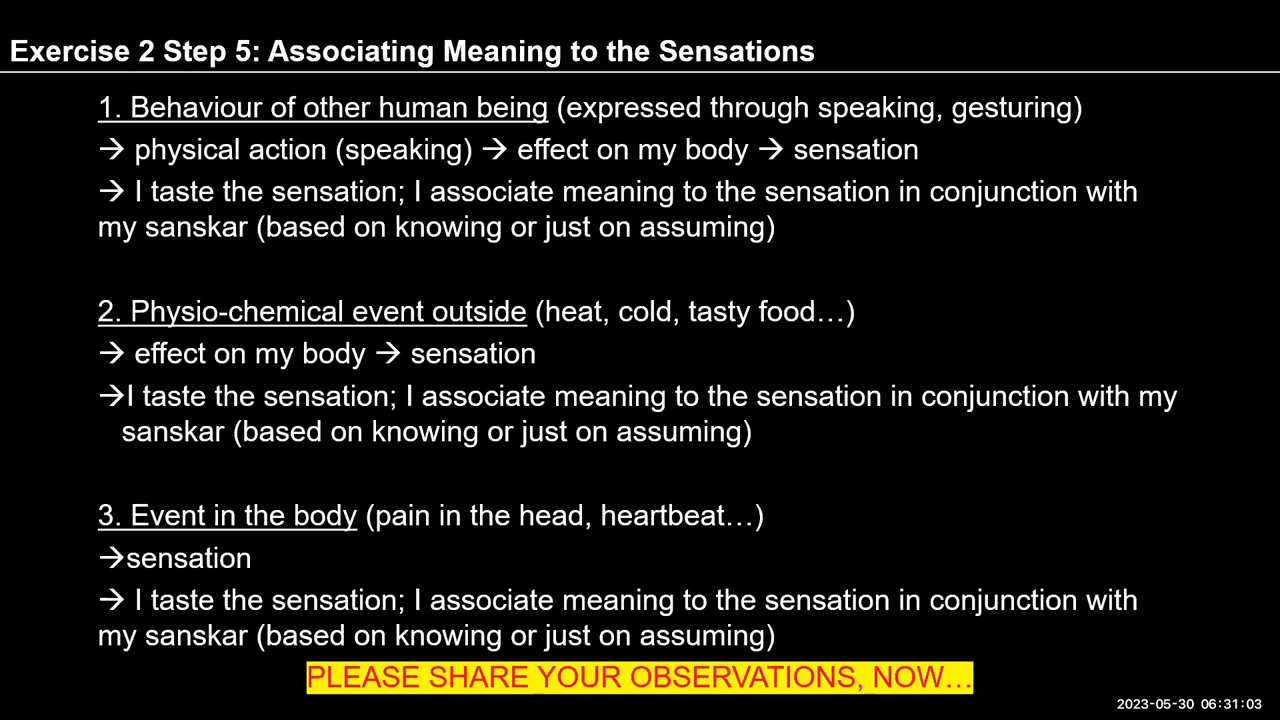 Exercise 2 Step 5: Associating Meaning to the Sensations
1. Behaviour of other human being (expressed through speaking, gesturing)
→ physical action (speaking) → effect on my body → sensation
→ I taste the sensation; I associate meaning to the sensation in conjunction with
my sanskar (based on knowing or just on assuming)
2. Physio-chemical event outside (heat, cold, tasty food…)
→ effect on my body → sensation
→I taste the sensation; I associate meaning to the sensation in conjunction with my
sanskar (based on knowing or just on assuming)
3. Event in the body (pain in the head, heartbeat…)
→sensation
→ I taste the sensation; I associate meaning to the sensation in conjunction with
my sanskar (based on knowing or just on assuming)
PLEASE SHARE YOUR OBSERVATIONS, NOW…
2023-05-30 06:31:03